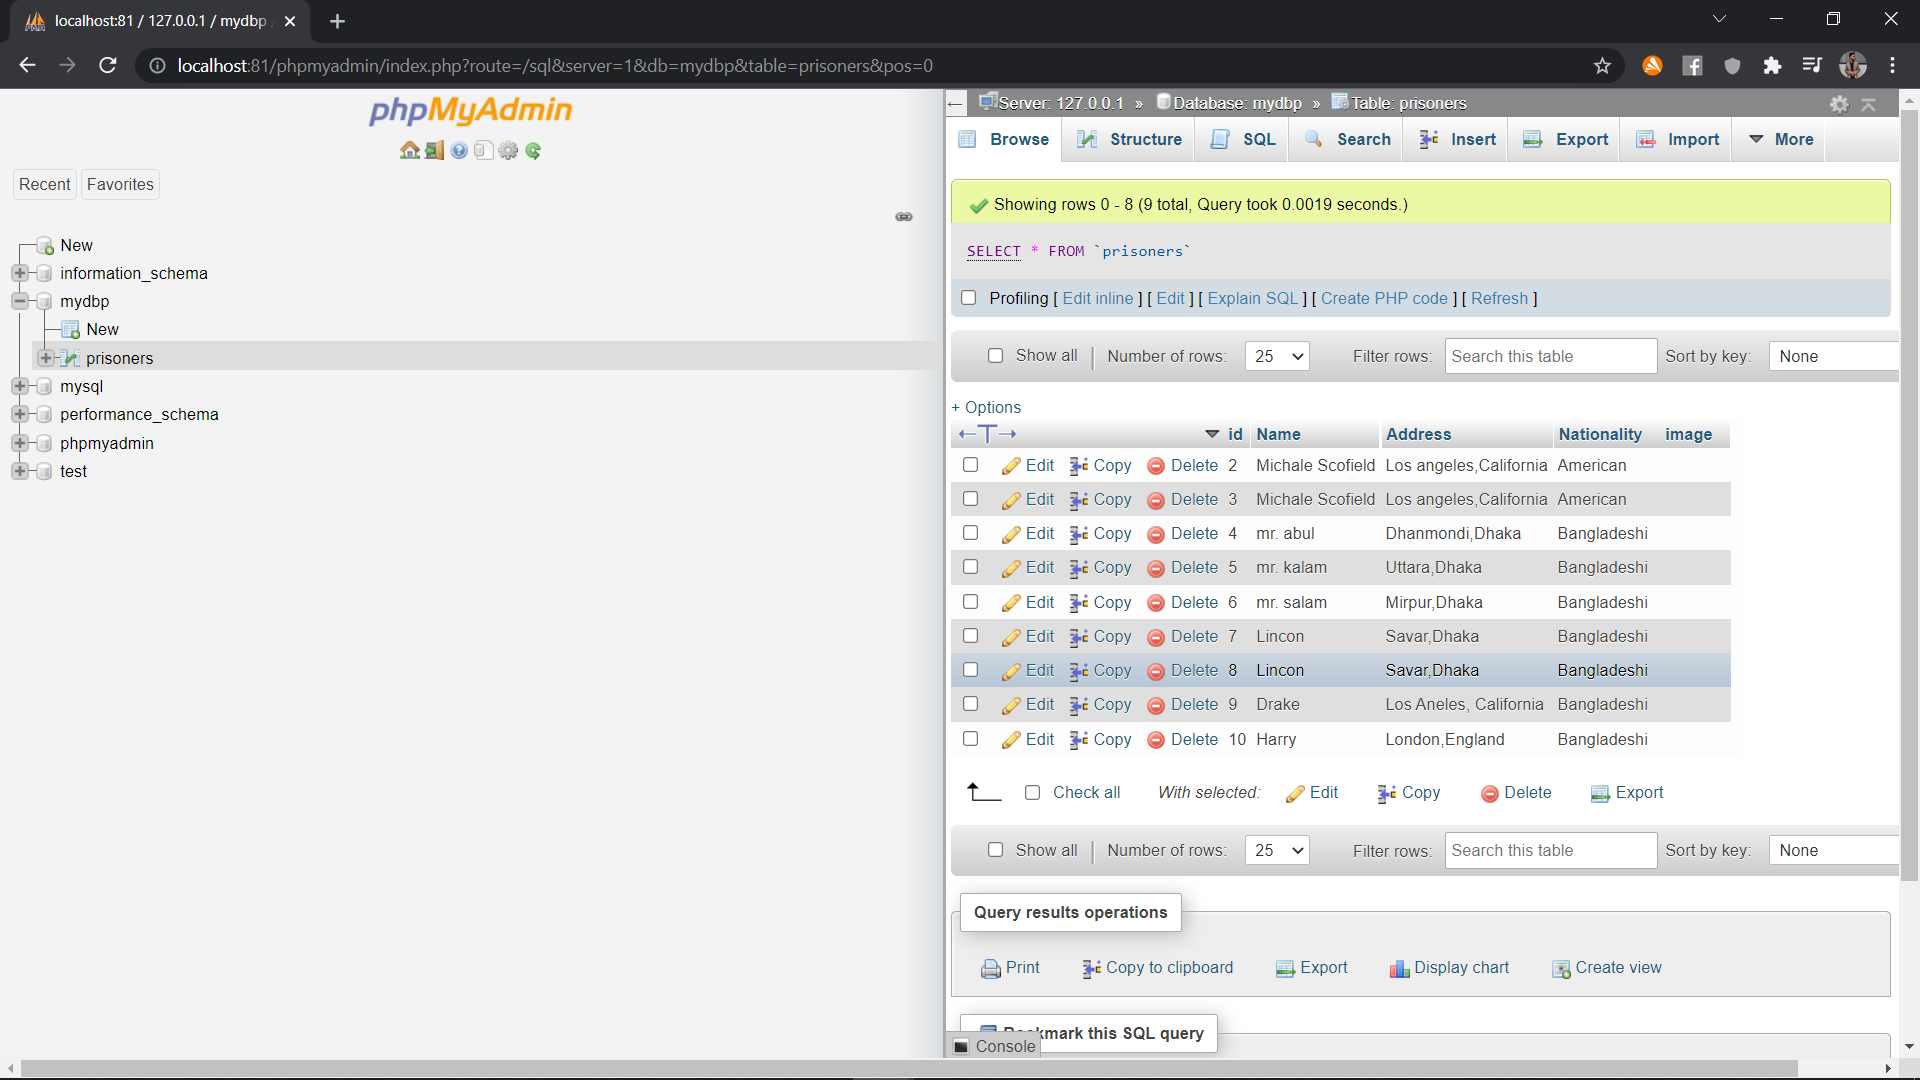 localhost:81 / 127.0.0.1 / mydbp
localhost:81/phpmyadmin/index.php?route=/sql&server=1&db=mydbp&table=prisoners&pos=0
phpMyAdmin
Recent Favorites
New
information_schema
mydbp
New
prisoners
mysql
performance_schema
phpmyadmin
test
Server: 127.0.0.1 » Database: mydbp » Table: prisoners
Browse Structure SQL Search Insert Export Import More
Showing rows 0 - 8 (9 total, Query took 0.0019 seconds.)
SELECT * FROM `prisoners`
Profiling [ Edit inline ] [ Edit ] [ Explain SQL ] [ Create PHP code ] [ Refresh ]
Show all | Number of rows: 25 Filter rows: Search this table Sort by key: None
+ Options
id Name Address Nationality image
Edit Copy Delete 2 Michale Scofield Los angeles,California American
Edit Copy Delete 3 Michale Scofield Los angeles,California American
Edit Copy Delete 4 mr. abul Dhanmondi,Dhaka Bangladeshi
Edit Copy Delete 5 mr. kalam Uttara,Dhaka Bangladeshi
Edit Copy Delete 6 mr. salam Mirpur,Dhaka Bangladeshi
Edit Copy Delete 7 Lincon Savar,Dhaka Bangladeshi
Edit Copy Delete 8 Lincon Savar,Dhaka Bangladeshi
Edit Copy Delete 9 Drake Los Aneles, California Bangladeshi
Edit Copy Delete 10 Harry London,England Bangladeshi
Check all With selected: Edit Copy Delete Export
Show all | Number of rows: 25 Filter rows: Search this table Sort by key: None
Query results operations
Print Copy to clipboard Export Display chart Create view
Bookmark this SQL query
Console